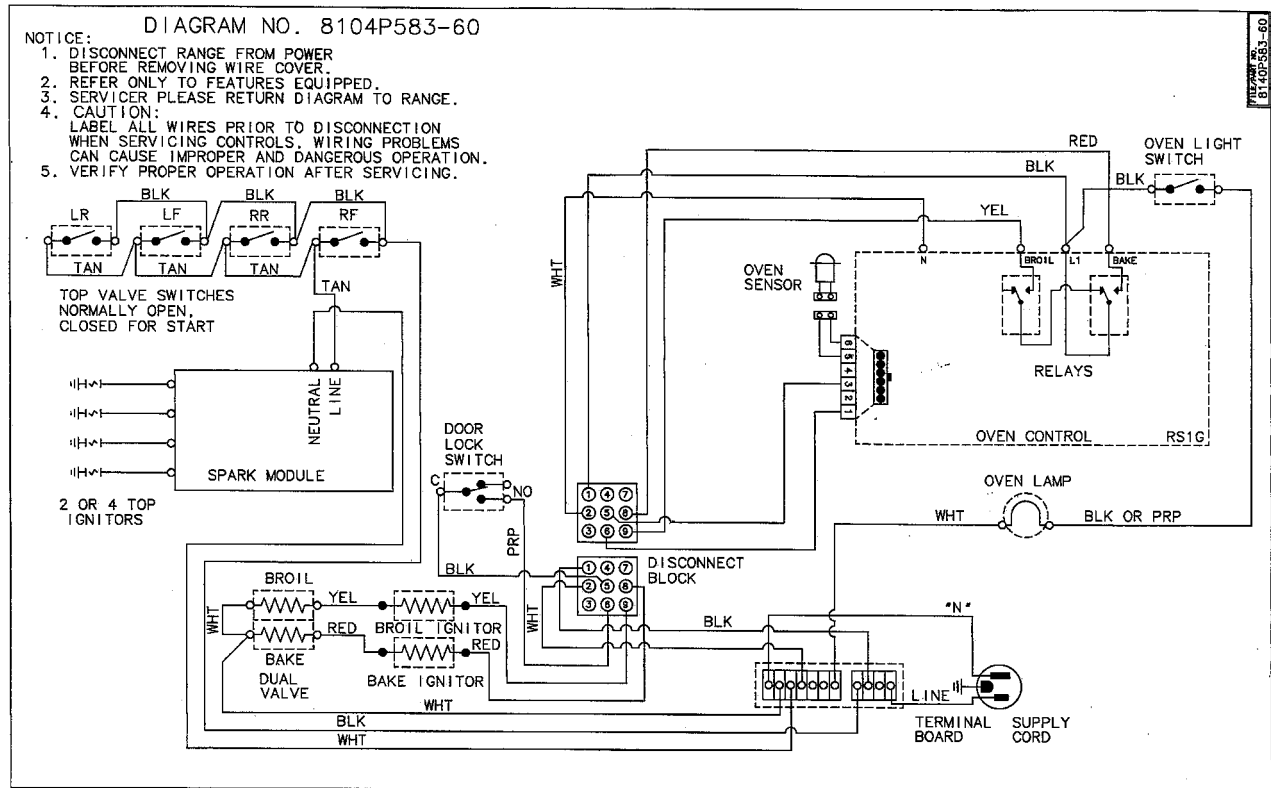 DIAGRAM NO. 8104P583-60
NOTICE:
1. DISCONNECT RANGE FROM POWER
BEFORE REMOVING WIRE COVER.
2. REFER ONLY TO FEATURES EQUIPPED.
3. SERVICER PLEASE RETURN DIAGRAM TO RANGE.
4. CAUTION:
LABEL ALL WIRES PRIOR TO DISCONNECTION
WHEN SERVICING CONTROLS. WIRING PROBLEMS
CAN CAUSE IMPROPER AND DANGEROUS OPERATION.
5. VERIFY PROPER OPERATION AFTER SERVICING.
8140P583-60
BLK
BLK
BLK
LR
LF
RR
RF
TAN
TAN
TAN
TAN
TOP VALVE SWITCHES
NORMALLY OPEN,
CLOSED FOR START
NEUTRAL
LINE
SPARK MODULE
2 OR 4 TOP
IGNITORS
RED
BLK
BLK
OVEN LIGHT
SWITCH
YEL
WHT
N
BROIL
L1
BAKE
OVEN
SENSOR
6
5
4
3
2
1
RELAYS
OVEN CONTROL
RS1G
DOOR
LOCK
SWITCH
C
NO
PRP
BLK
1 4 7
2 5 8
3 6 9
DISCONNECT
BLOCK
1 4 7
2 5 8
3 6 9
OVEN LAMP
WHT
BLK OR PRP
WHT
BROIL
YEL
YEL
BROIL IGNITOR
WHT
RED
RED
BAKE
BAKE IGNITOR
DUAL
VALVE
WHT
BLK
WHT
BLK
"N"
LINE
TERMINAL
BOARD
SUPPLY
CORD